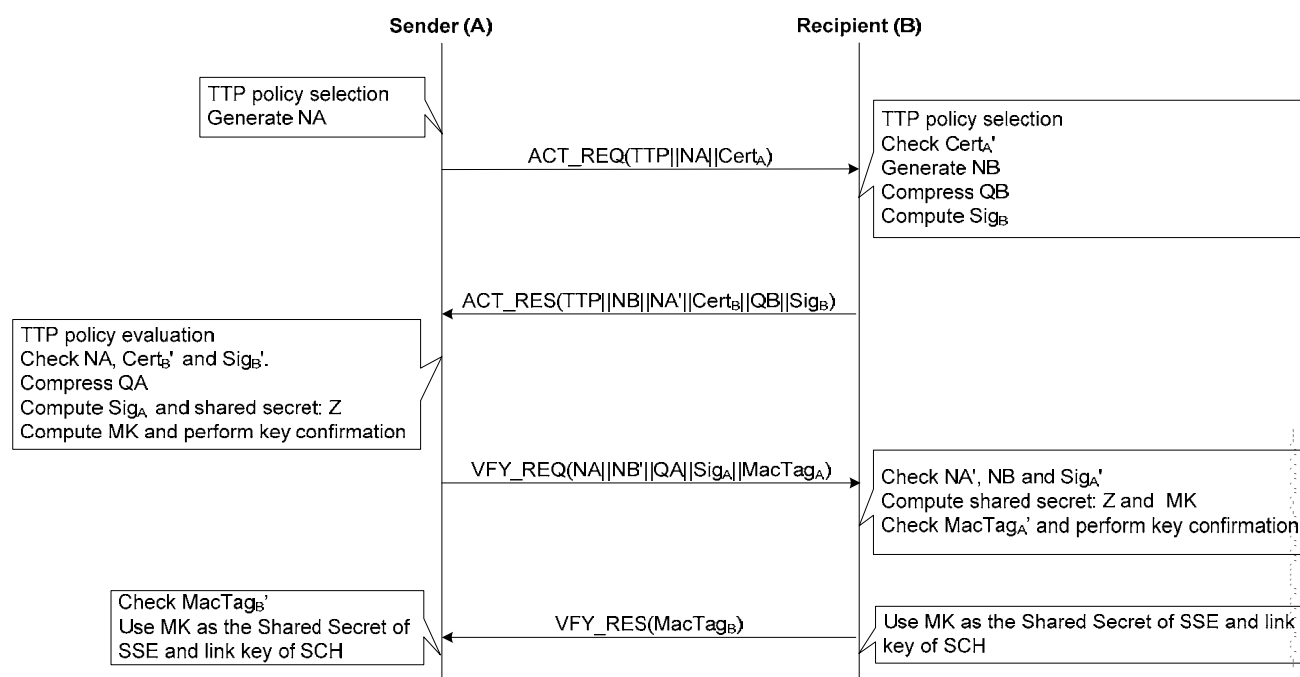 Sender (A)
Recipient (B)
TTP policy selection
Generate NA
ACT_REQ(TTP||NA||CertA)
TTP policy selection
Check CertA'
Generate NB
Compress QB
Compute SigB
ACT_RES(TTP||NB||NA'||CertB||QB||SigB)
TTP policy evaluation
Check NA, CertB' and SigB'.
Compress QA
Compute SigA and shared secret: Z
Compute MK and perform key confirmation
VFY_REQ(NA||NB'||QA||SigA||MacTagA)
Check NA', NB and SigA'
Compute shared secret: Z and MK
Check MacTagA' and perform key confirmation
Check MacTagB'
Use MK as the Shared Secret of
SSE and link key of SCH
VFY_RES(MacTagB)
Use MK as the Shared Secret of SSE and link
key of SCH